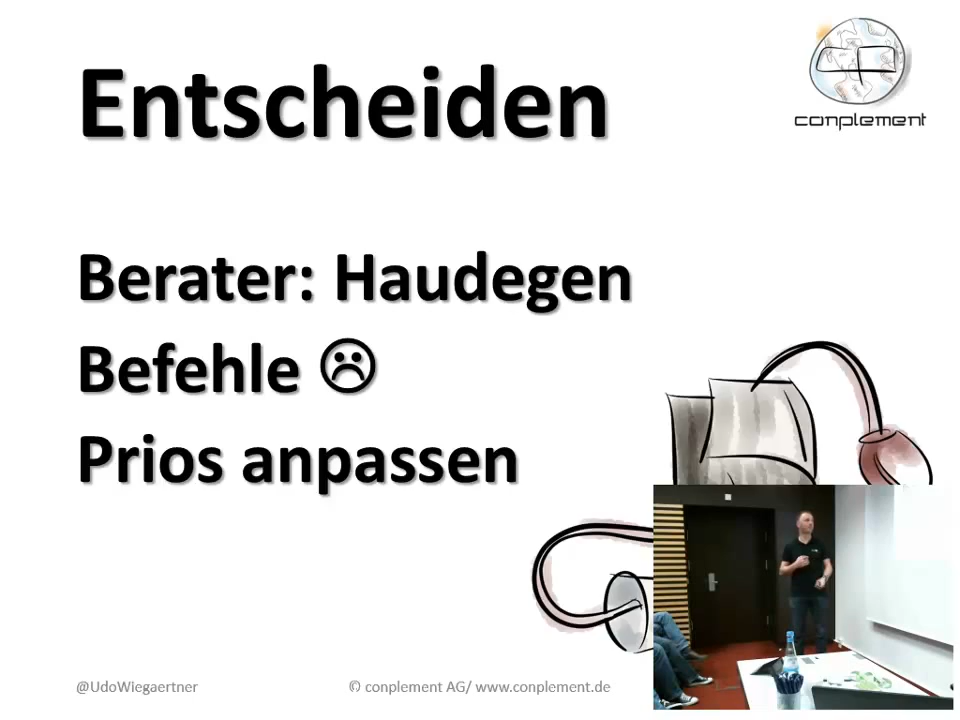 Entscheiden
conplement
Berater: Haudegen
Befehle ☹
Prios anpassen
@UdoWiegaertner
© conplement AG/ www.conplement.de